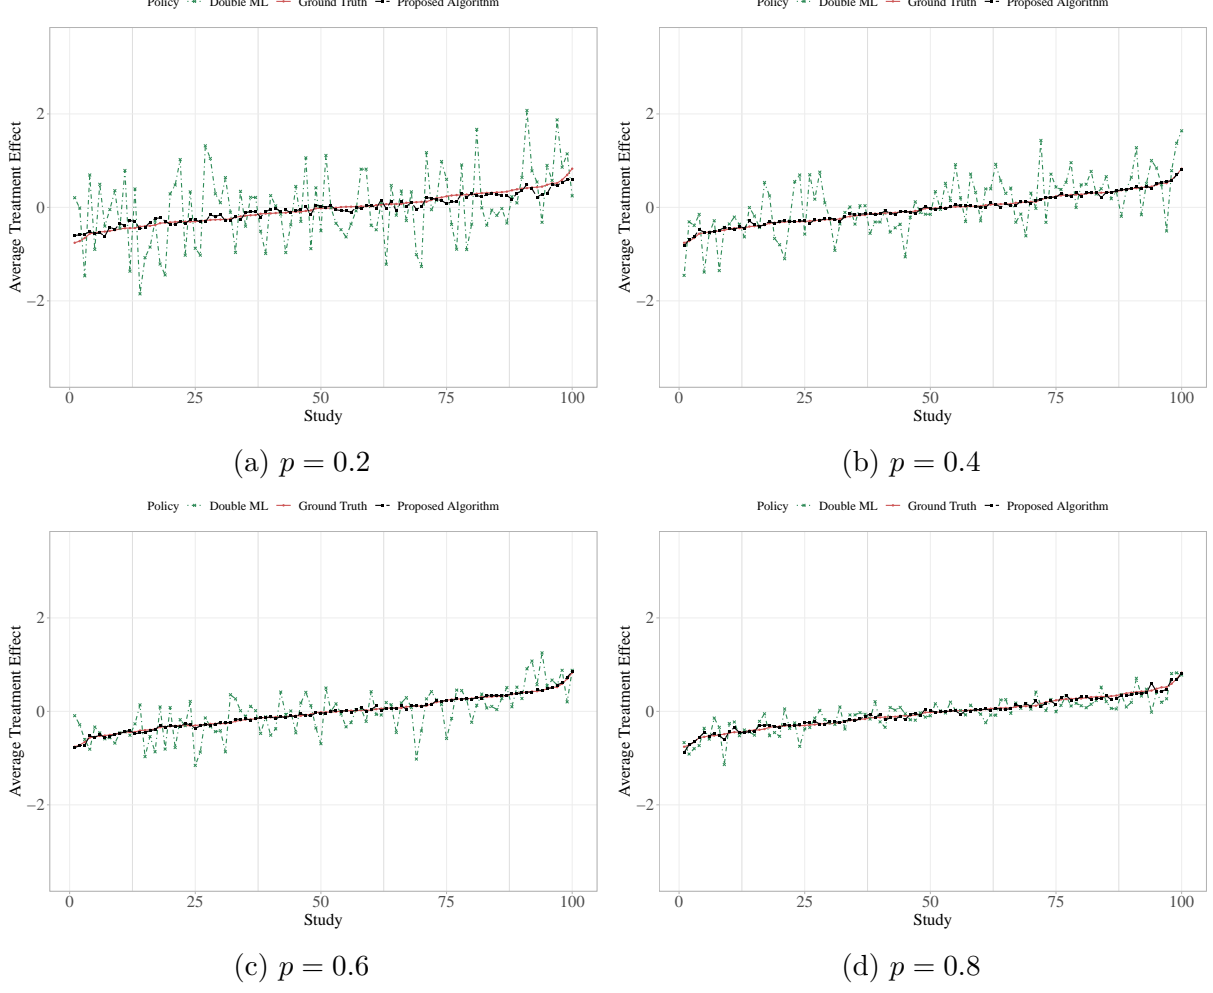 Policy Double ML Ground Truth Proposed Algorithm
Policy Double ML Ground Truth Proposed Algorithm
Average Treatment Effect
2
0
−2
0 25 50 75 100
Study
(a) p = 0.2
Average Treatment Effect
2
0
−2
0 25 50 75 100
Study
(b) p = 0.4
Policy Double ML Ground Truth Proposed Algorithm
Average Treatment Effect
2
0
−2
0 25 50 75 100
Study
(c) p = 0.6
Policy Double ML Ground Truth Proposed Algorithm
Average Treatment Effect
2
0
−2
0 25 50 75 100
Study
(d) p = 0.8